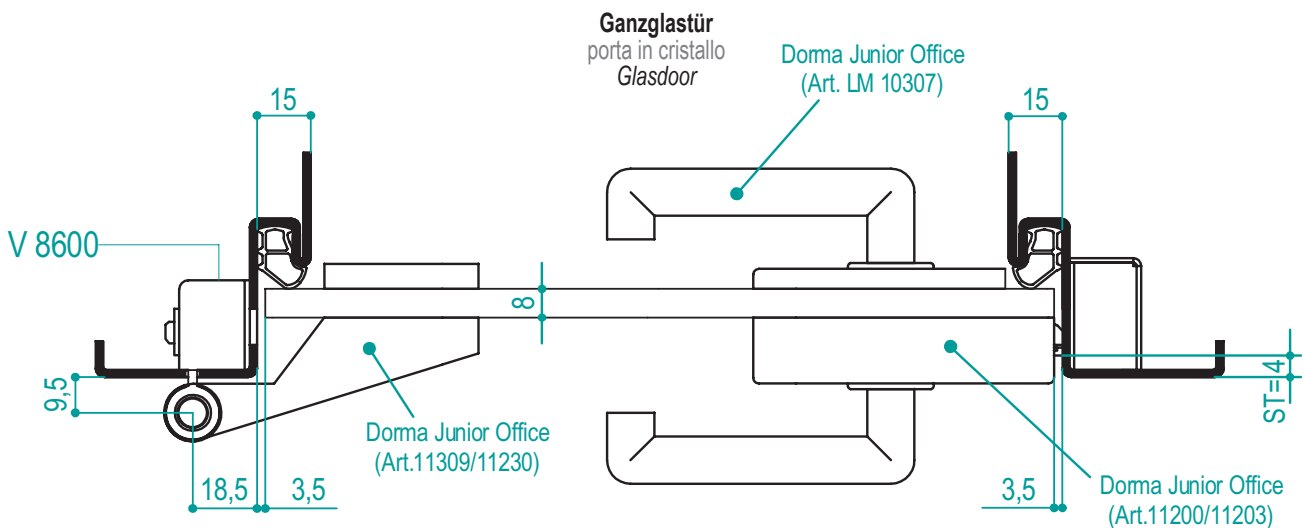 Ganzglastür
porta in cristallo
Glasdoor
Dorma Junior Office
(Art. LM 10307)
15
15
V 8600
8
9,5
ST= 4
Dorma Junior Office
(Art.11309/11230)
18,5
3,5
3,5
Dorma Junior Office
(Art.11200/11203)